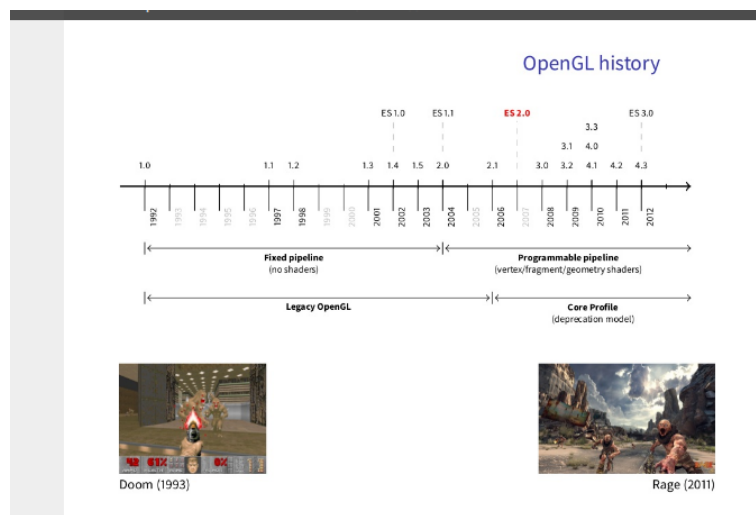 OpenGL history
ES 1.0 ES 1.1 ES 2.0 ES 3.0
3.3
3.1 4.0
1.0 1.1 1.2 1.3 1.4 1.5 2.0 2.1 3.0 3.2 4.1 4.2 4.3
1992 1993 1994 1995 1996 1997 1998 1999 2000 2001 2002 2003 2004 2005 2006 2007 2008 2009 2010 2011 2012
Fixed pipeline Programmable pipeline
(no shaders) (vertex/fragment/geometry shaders)
Legacy OpenGL Core Profile
(deprecation model)
Doom (1993) Rage (2011)